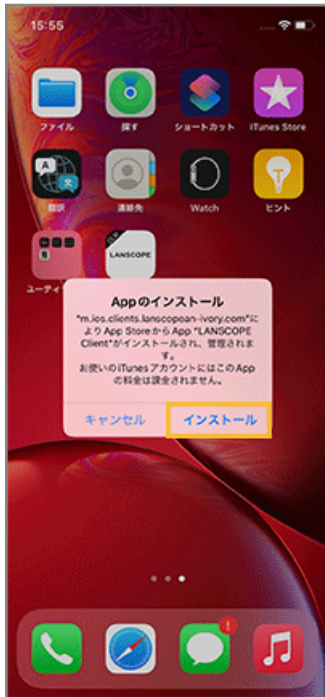 15:55
ファイル
探す
ショートカット
iTunes Store
翻訳
連絡先
Watch
ヒント
LANSCOPE
ユーティ
Appのインストール
"m.ios.clients.lanscopean-ivory.com"に
よりApp StoreからApp "LANSCOPE
Client"がインストールされ、管理されま
す。
お使いのiTunesアカウントにはこのApp
の料金は課金されません。
キャンセル
インストール